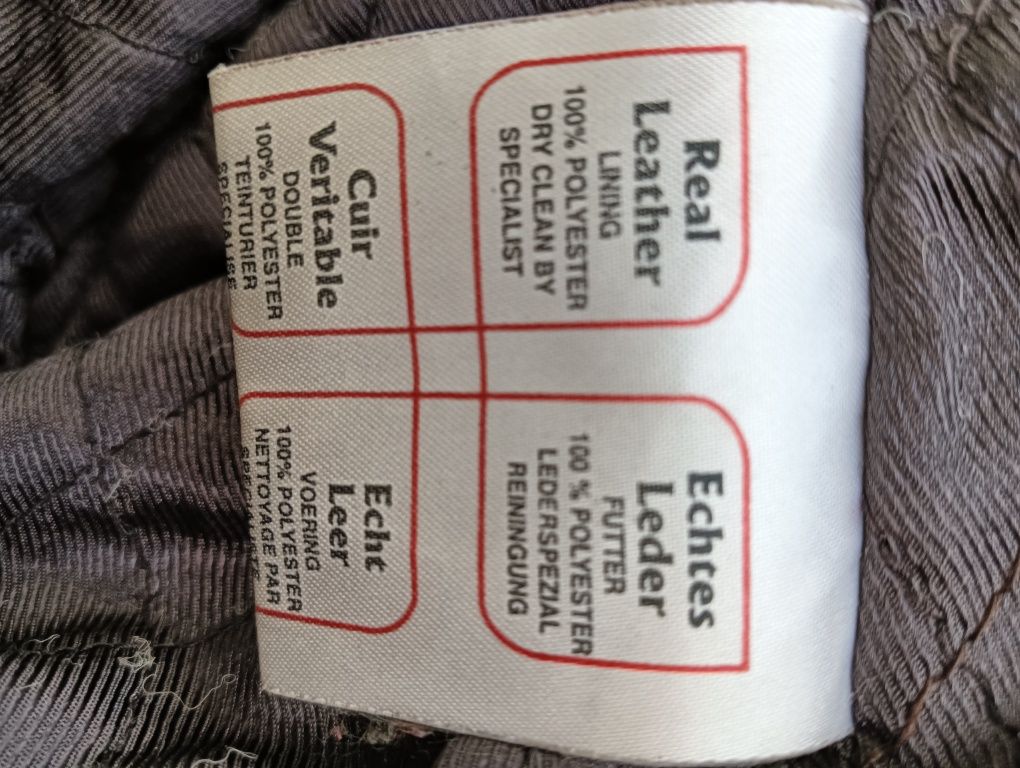 Real
Leather
LINING
100% POLYESTER
DRY CLEAN BY
SPECIALIST
Echtes
Leder
FUTTER
100 % POLYESTER
LEDERSPEZIAL
REININGUNG
Cuir
Veritable
DOUBLE
100% POLYESTER
TEINTURIER
SPECIALISE
Echt
Leer
VOERING
100% POLYESTER
NETTOYAGE PAR